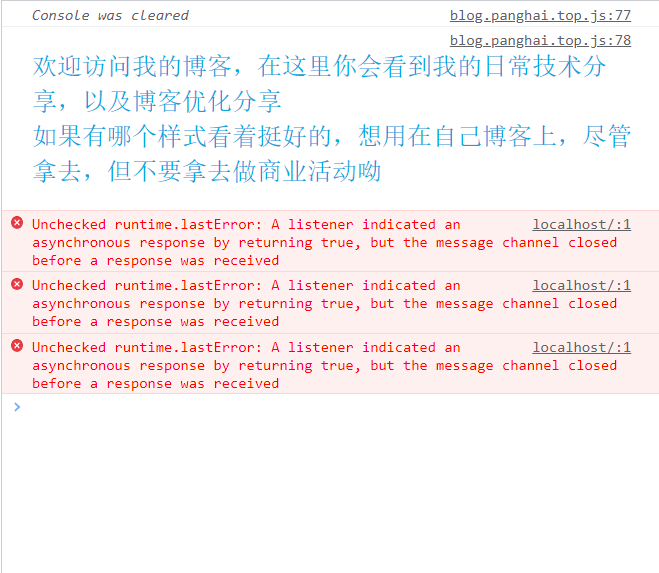 Console was cleared blog.panghai.top.js:77
blog.panghai.top.js:78
欢迎访问我的博客，在这里你会看到我的日常技术分
享，以及博客优化分享
如果有哪个样式看着挺好的，想用在自己博客上，尽管
拿去，但不要拿去做商业活动呦
Unchecked runtime.lastError: A listener indicated an localhost/:1
asynchronous response by returning true, but the message channel closed
before a response was received
Unchecked runtime.lastError: A listener indicated an localhost/:1
asynchronous response by returning true, but the message channel closed
before a response was received
Unchecked runtime.lastError: A listener indicated an localhost/:1
asynchronous response by returning true, but the message channel closed
before a response was received